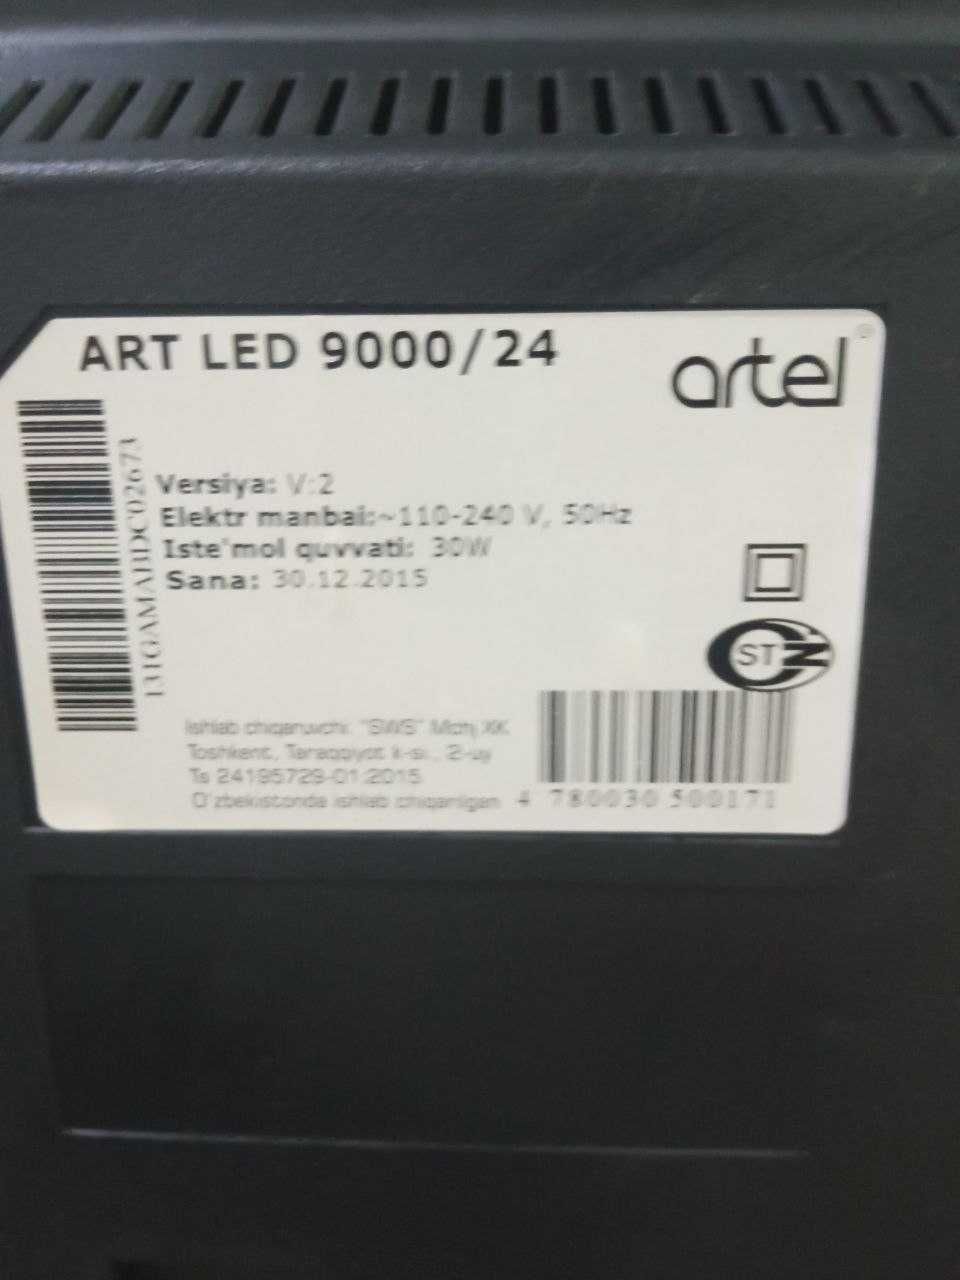 ART LED 9000/24
artel
Versiya: V:2
Elektr manbai:~110-240 V, 50Hz
Iste'mol quvvati: 30W
Sana: 30.12.2015
131GAMABDC02673
ST
Ishlab chiqaruvchi: "SWS" Mchj XK
Toshkent, Taraqqiyot k-si., 2-uy
Ts 24195729-01:2015
O'zbekistonda ishlab chiqarilgan
4 780030 500171